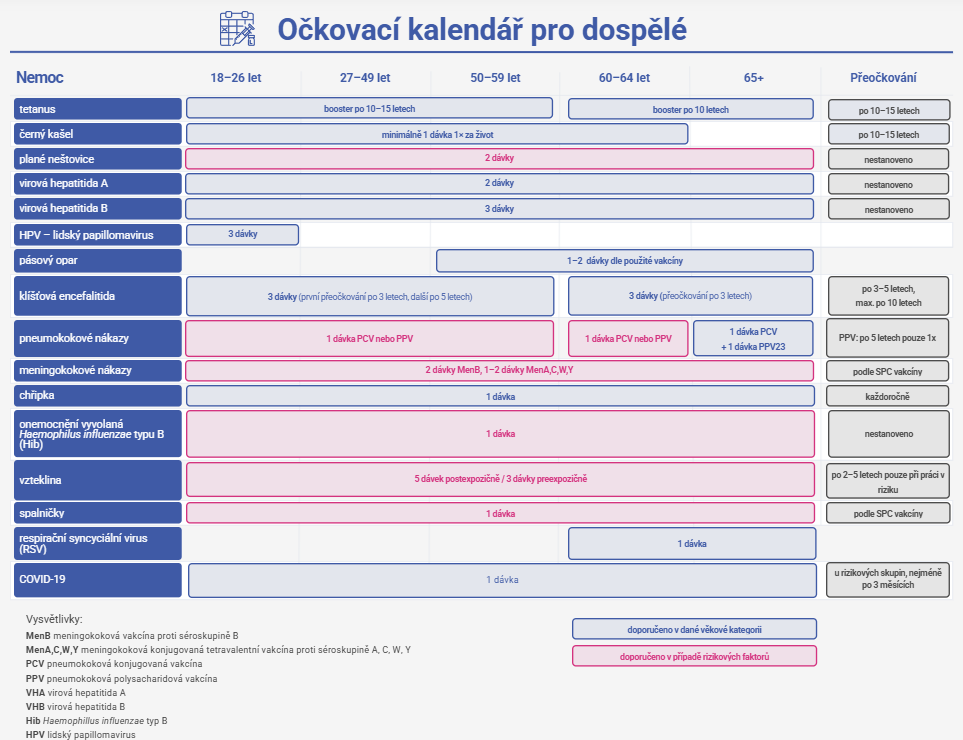 Očkovací kalendář pro dospělé
Nemoc 18–26 let 27–49 let 50–59 let 60–64 let 65+ Přeočkování
tetanus booster po 10–15 letech booster po 10 letech po 10–15 letech
černý kašel minimálně 1 dávka 1× za život po 10–15 letech
plané neštovice 2 dávky nestanoveno
virová hepatitida A 2 dávky nestanoveno
virová hepatitida B 3 dávky nestanoveno
HPV – lidský papillomavirus 3 dávky
pásový opar 1–2 dávky dle použité vakcíny
klíšťová encefalitida 3 dávky (první přeočkování po 3 letech, další po 5 letech) 3 dávky (přeočkování po 3 letech) po 3–5 letech,
max. po 10 letech
pneumokokové nákazy 1 dávka PCV nebo PPV 1 dávka PCV nebo PPV 1 dávka PCV
+ 1 dávka PPV23 PPV: po 5 letech pouze 1x
meningokokové nákazy 2 dávky MenB, 1–2 dávky MenA,C,W,Y podle SPC vakcíny
chřipka 1 dávka každoročně
onemocnění vyvolaná
Haemophilus influenzae typu B
(Hib) 1 dávka nestanoveno
vzteklina 5 dávek postexpozičně / 3 dávky preexpozičně po 2–5 letech pouze při práci v
riziku
spalničky 1 dávka podle SPC vakcíny
respirační syncyciální virus
(RSV) 1 dávka
COVID-19 1 dávka u rizikových skupin, nejméně
po 3 měsících
Vysvětlivky:
MenB meningokoková vakcína proti séroskupině B
MenA,C,W,Y meningokoková konjugovaná tetravalentní vakcína proti séroskupině A, C, W, Y
PCV pneumokoková konjugovaná vakcína
PPV pneumokoková polysacharidová vakcína
VHA virová hepatitida A
VHB virová hepatitida B
Hib Haemophillus influenzae typ B
HPV lidský papillomavirus
doporučeno v dané věkové kategorii
doporučeno v případě rizikových faktorů